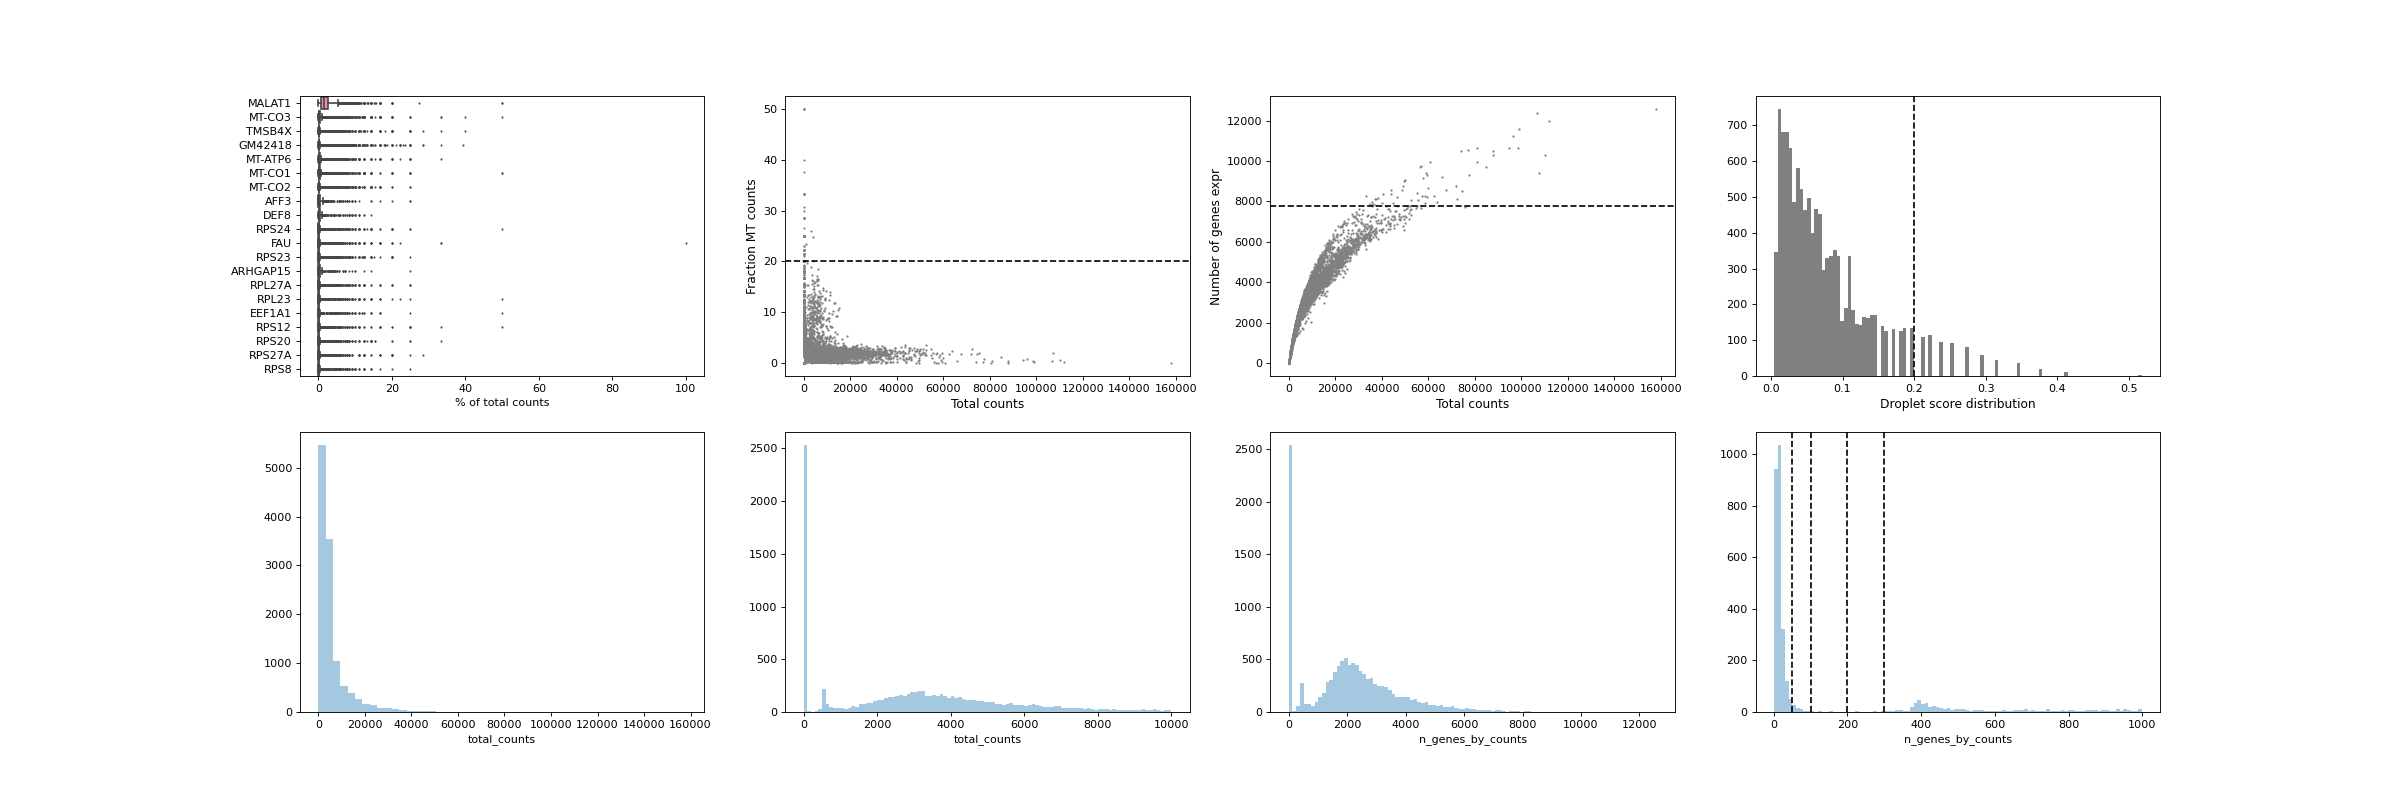 MALAT1
MT-CO3
TMSB4X
GM42418
MT-ATP6
MT-CO1
MT-CO2
AFF3
DEF8
RPS24
FAU
RPS23
ARHGAP15
RPL27A
RPL23
EEF1A1
RPS12
RPS20
RPS27A
RPS8
0 20 40 60 80 100
% of total counts
Fraction MT counts
50
40
30
20
10
0
0 20000 40000 60000 80000 100000 120000 140000 160000
Total counts
Number of genes expr
12000
10000
8000
6000
4000
2000
0
0 20000 40000 60000 80000 100000 120000 140000 160000
Total counts
700
600
500
400
300
200
100
0
0.0 0.1 0.2 0.3 0.4 0.5
Droplet score distribution
5000
4000
3000
2000
1000
0
0 20000 40000 60000 80000 100000 120000 140000 160000
total_counts
2500
2000
1500
1000
500
0
0 2000 4000 6000 8000 10000
total_counts
2500
2000
1500
1000
500
0
0 2000 4000 6000 8000 10000 12000
n_genes_by_counts
1000
800
600
400
200
0
0 200 400 600 800 1000
n_genes_by_counts